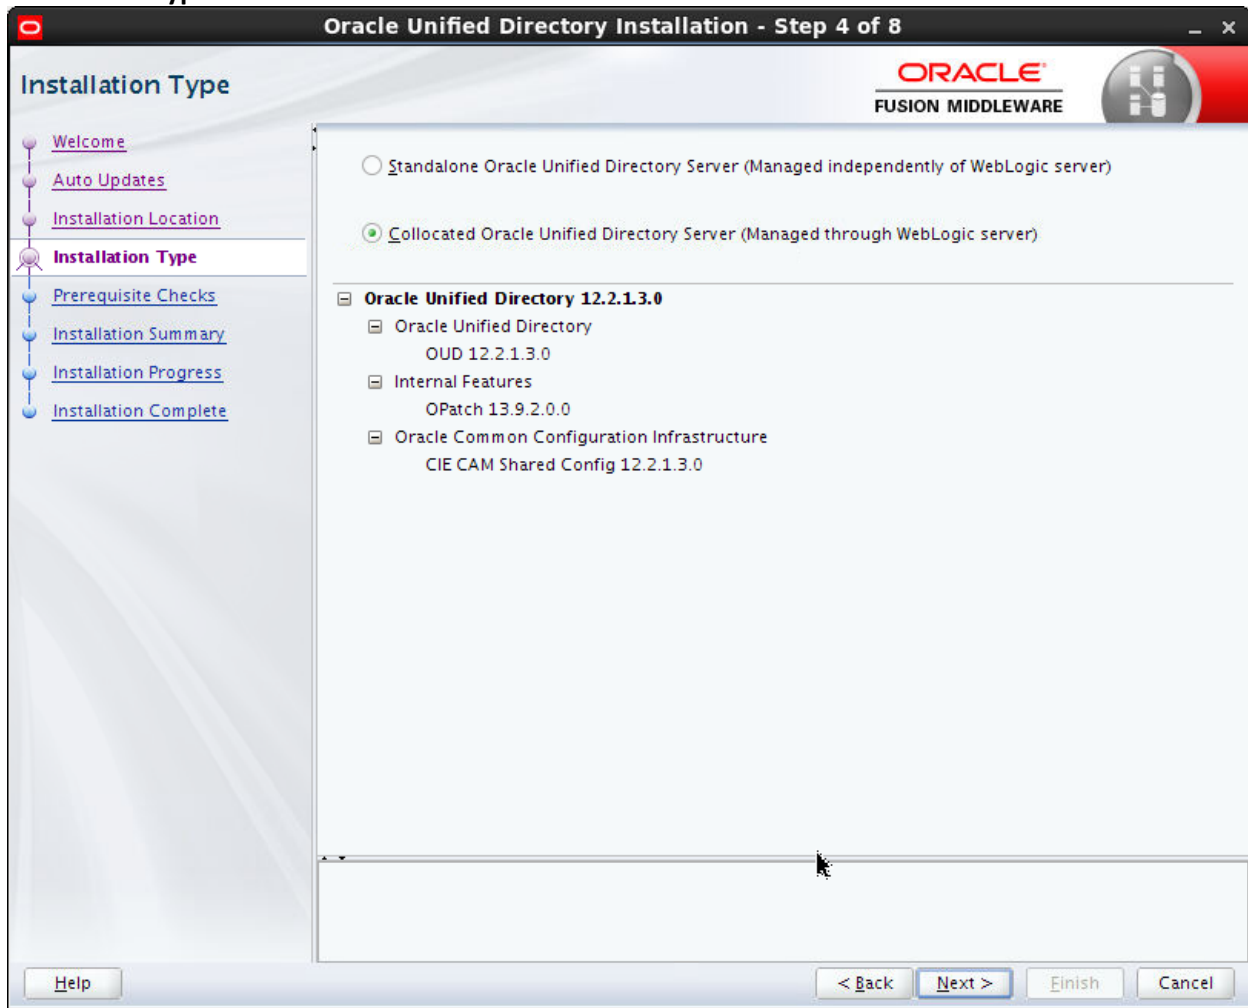 Oracle Unified Directory Installation - Step 4 of 8
Installation Type
ORACLE
FUSION MIDDLEWARE
Welcome
Auto Updates
Installation Location
Installation Type
Prerequisite Checks
Installation Summary
Installation Progress
Installation Complete
Standalone Oracle Unified Directory Server (Managed independently of WebLogic server)
Collocated Oracle Unified Directory Server (Managed through WebLogic server)
Oracle Unified Directory 12.2.1.3.0
Oracle Unified Directory
OUD 12.2.1.3.0
Internal Features
OPatch 13.9.2.0.0
Oracle Common Configuration Infrastructure
CIE CAM Shared Config 12.2.1.3.0
Help
< Back
Next >
Finish
Cancel